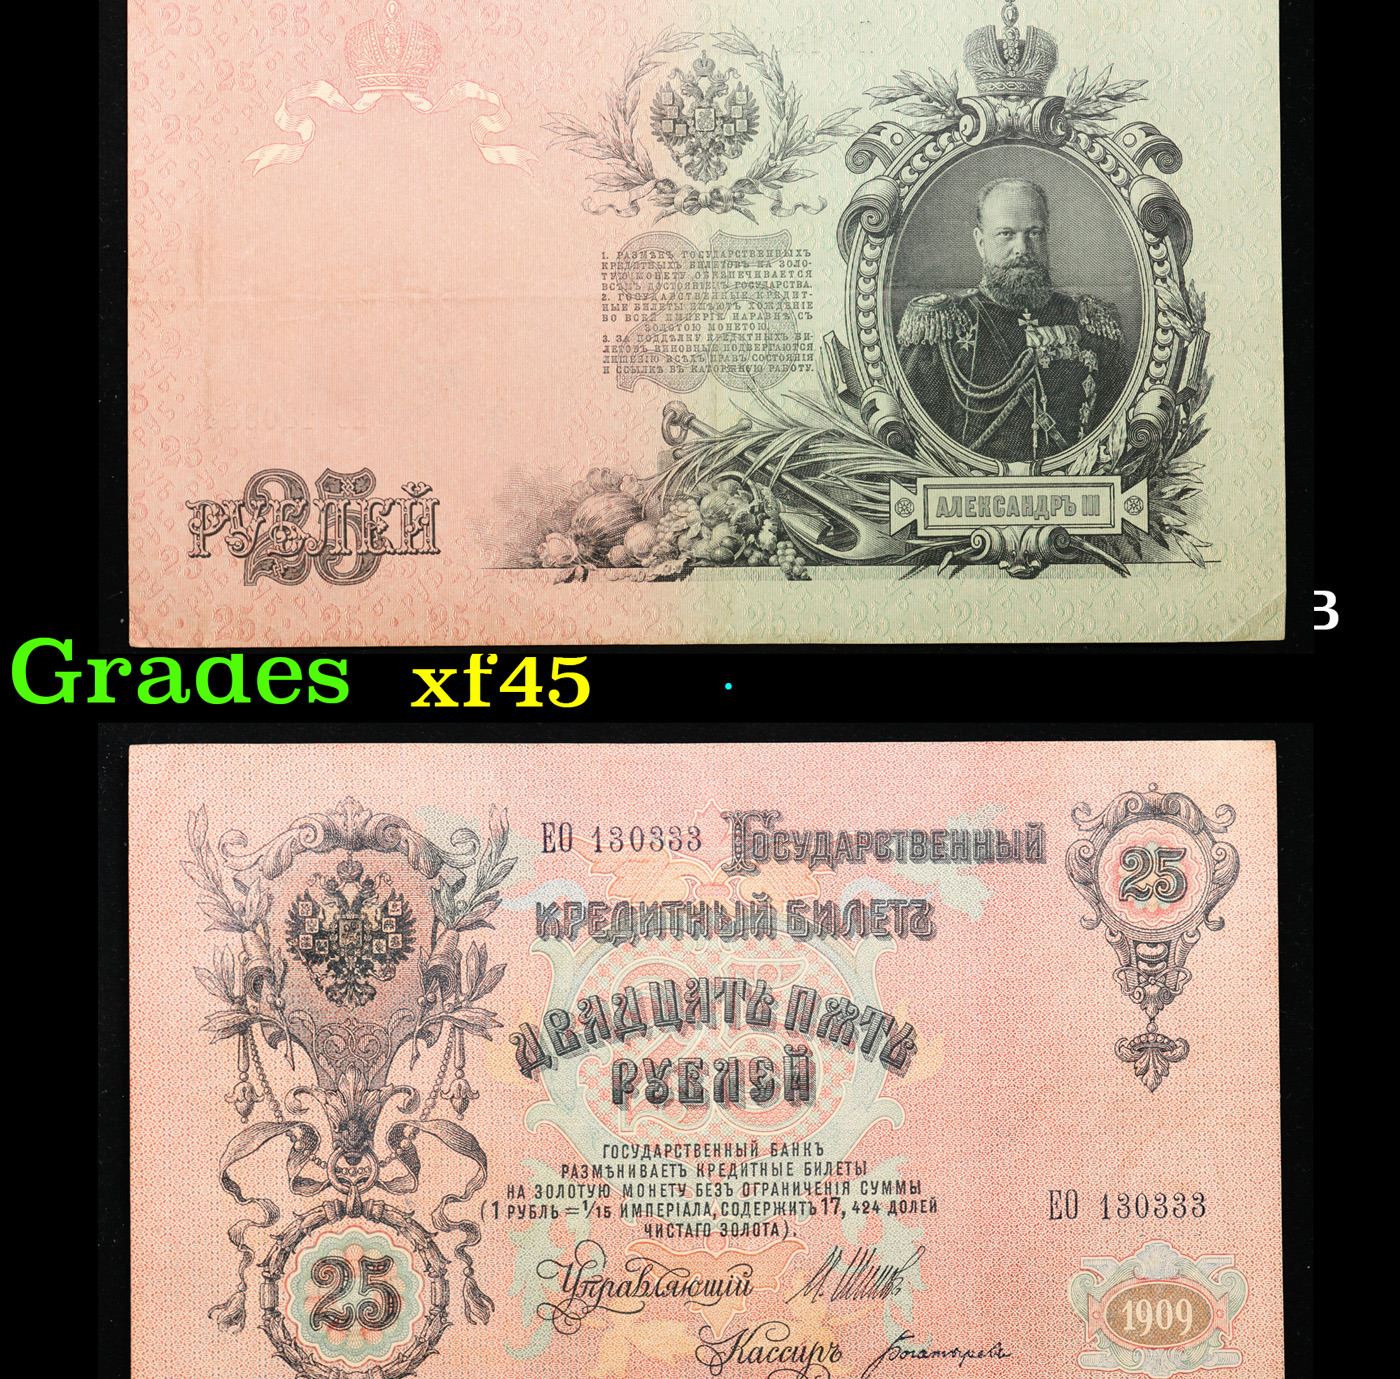 1. РАЗМѢНЪ ГОСУДАРСТВЕННЫХЪ
КРЕДИТНЫХЪ БИЛЕТОВЪ НА ЗОЛО-
ТУЮ МОНЕТУ ОБЕЗПЕЧИВАЕТСЯ
ВСѢМЪ ДОСТОЯНІЕМЪ ГОСУДАРСТВА.
2. ГОСУДАРСТВЕННЫЕ КРЕДИТ-
НЫЕ БИЛЕТЫ ИМѢЮТЪ ХОЖДЕНІЕ
ВО ВСЕЙ ИМПЕРІИ НАРАВНѢ СЪ
ЗОЛОТОЮ МОНЕТОЮ.
3. ЗА ПОДДѢЛКУ КРЕДИТНЫХЪ БИ-
ЛЕТОВЪ ВИНОВНЫЕ ПОДВЕРГАЮТСЯ
ЛИШЕНІЮ ВСѢХЪ ПРАВЪ СОСТОЯНІЯ
И ССЫЛКѢ ВЪ КАТОРЖНУЮ РАБОТУ.
25
25 РУБЛЕЙ
АЛЕКСАНДРЪ III
B
Grades xf45
ЕО 130333 ГОСУДАРСТВЕННЫЙ
КРЕДИТНЫЙ БИЛЕТЪ
25
ДВАДЦАТЬ ПЯТЬ
РУБЛЕЙ
ГОСУДАРСТВЕННЫЙ БАНКЪ
РАЗМѢНИВАЕТЪ КРЕДИТНЫЕ БИЛЕТЫ
НА ЗОЛОТУЮ МОНЕТУ БЕЗЪ ОГРАНИЧЕНІЯ СУММЫ
(1 РУБЛЬ = 1/15 ИМПЕРІАЛА, СОДЕРЖИТЪ 17, 424 ДОЛЕЙ
ЧИСТАГО ЗОЛОТА).
ЕО 130333
25
Управляющій
Кассиръ
1909